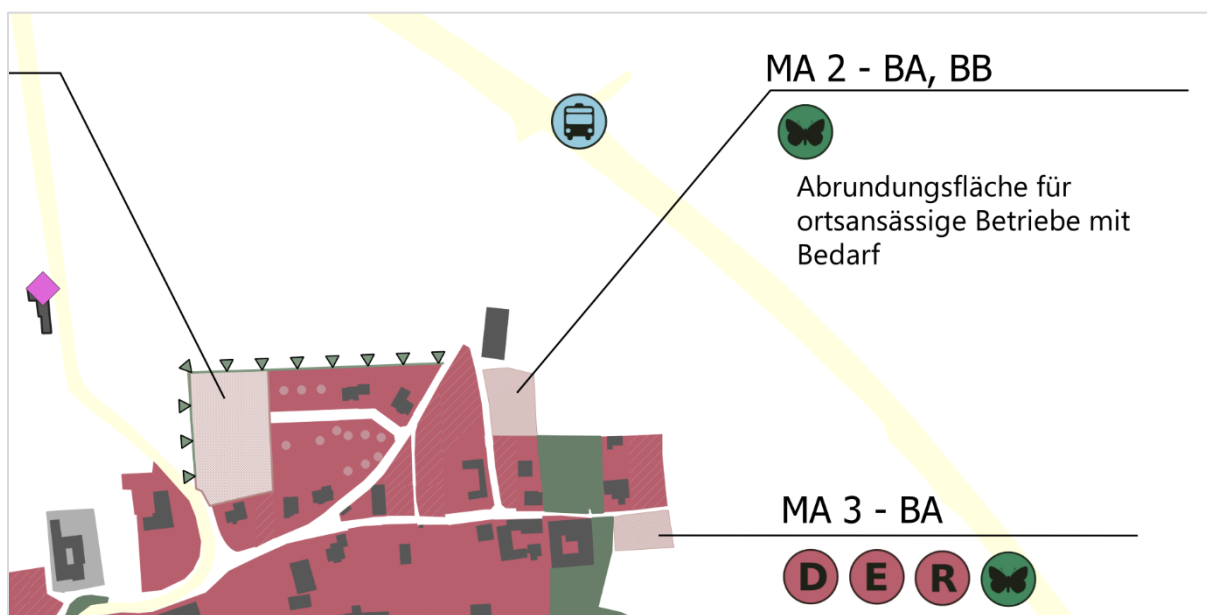 MA 2 - BA, BB
Abrundungsfläche für
ortsansässige Betriebe mit
Bedarf
MA 3 - BA
D E R